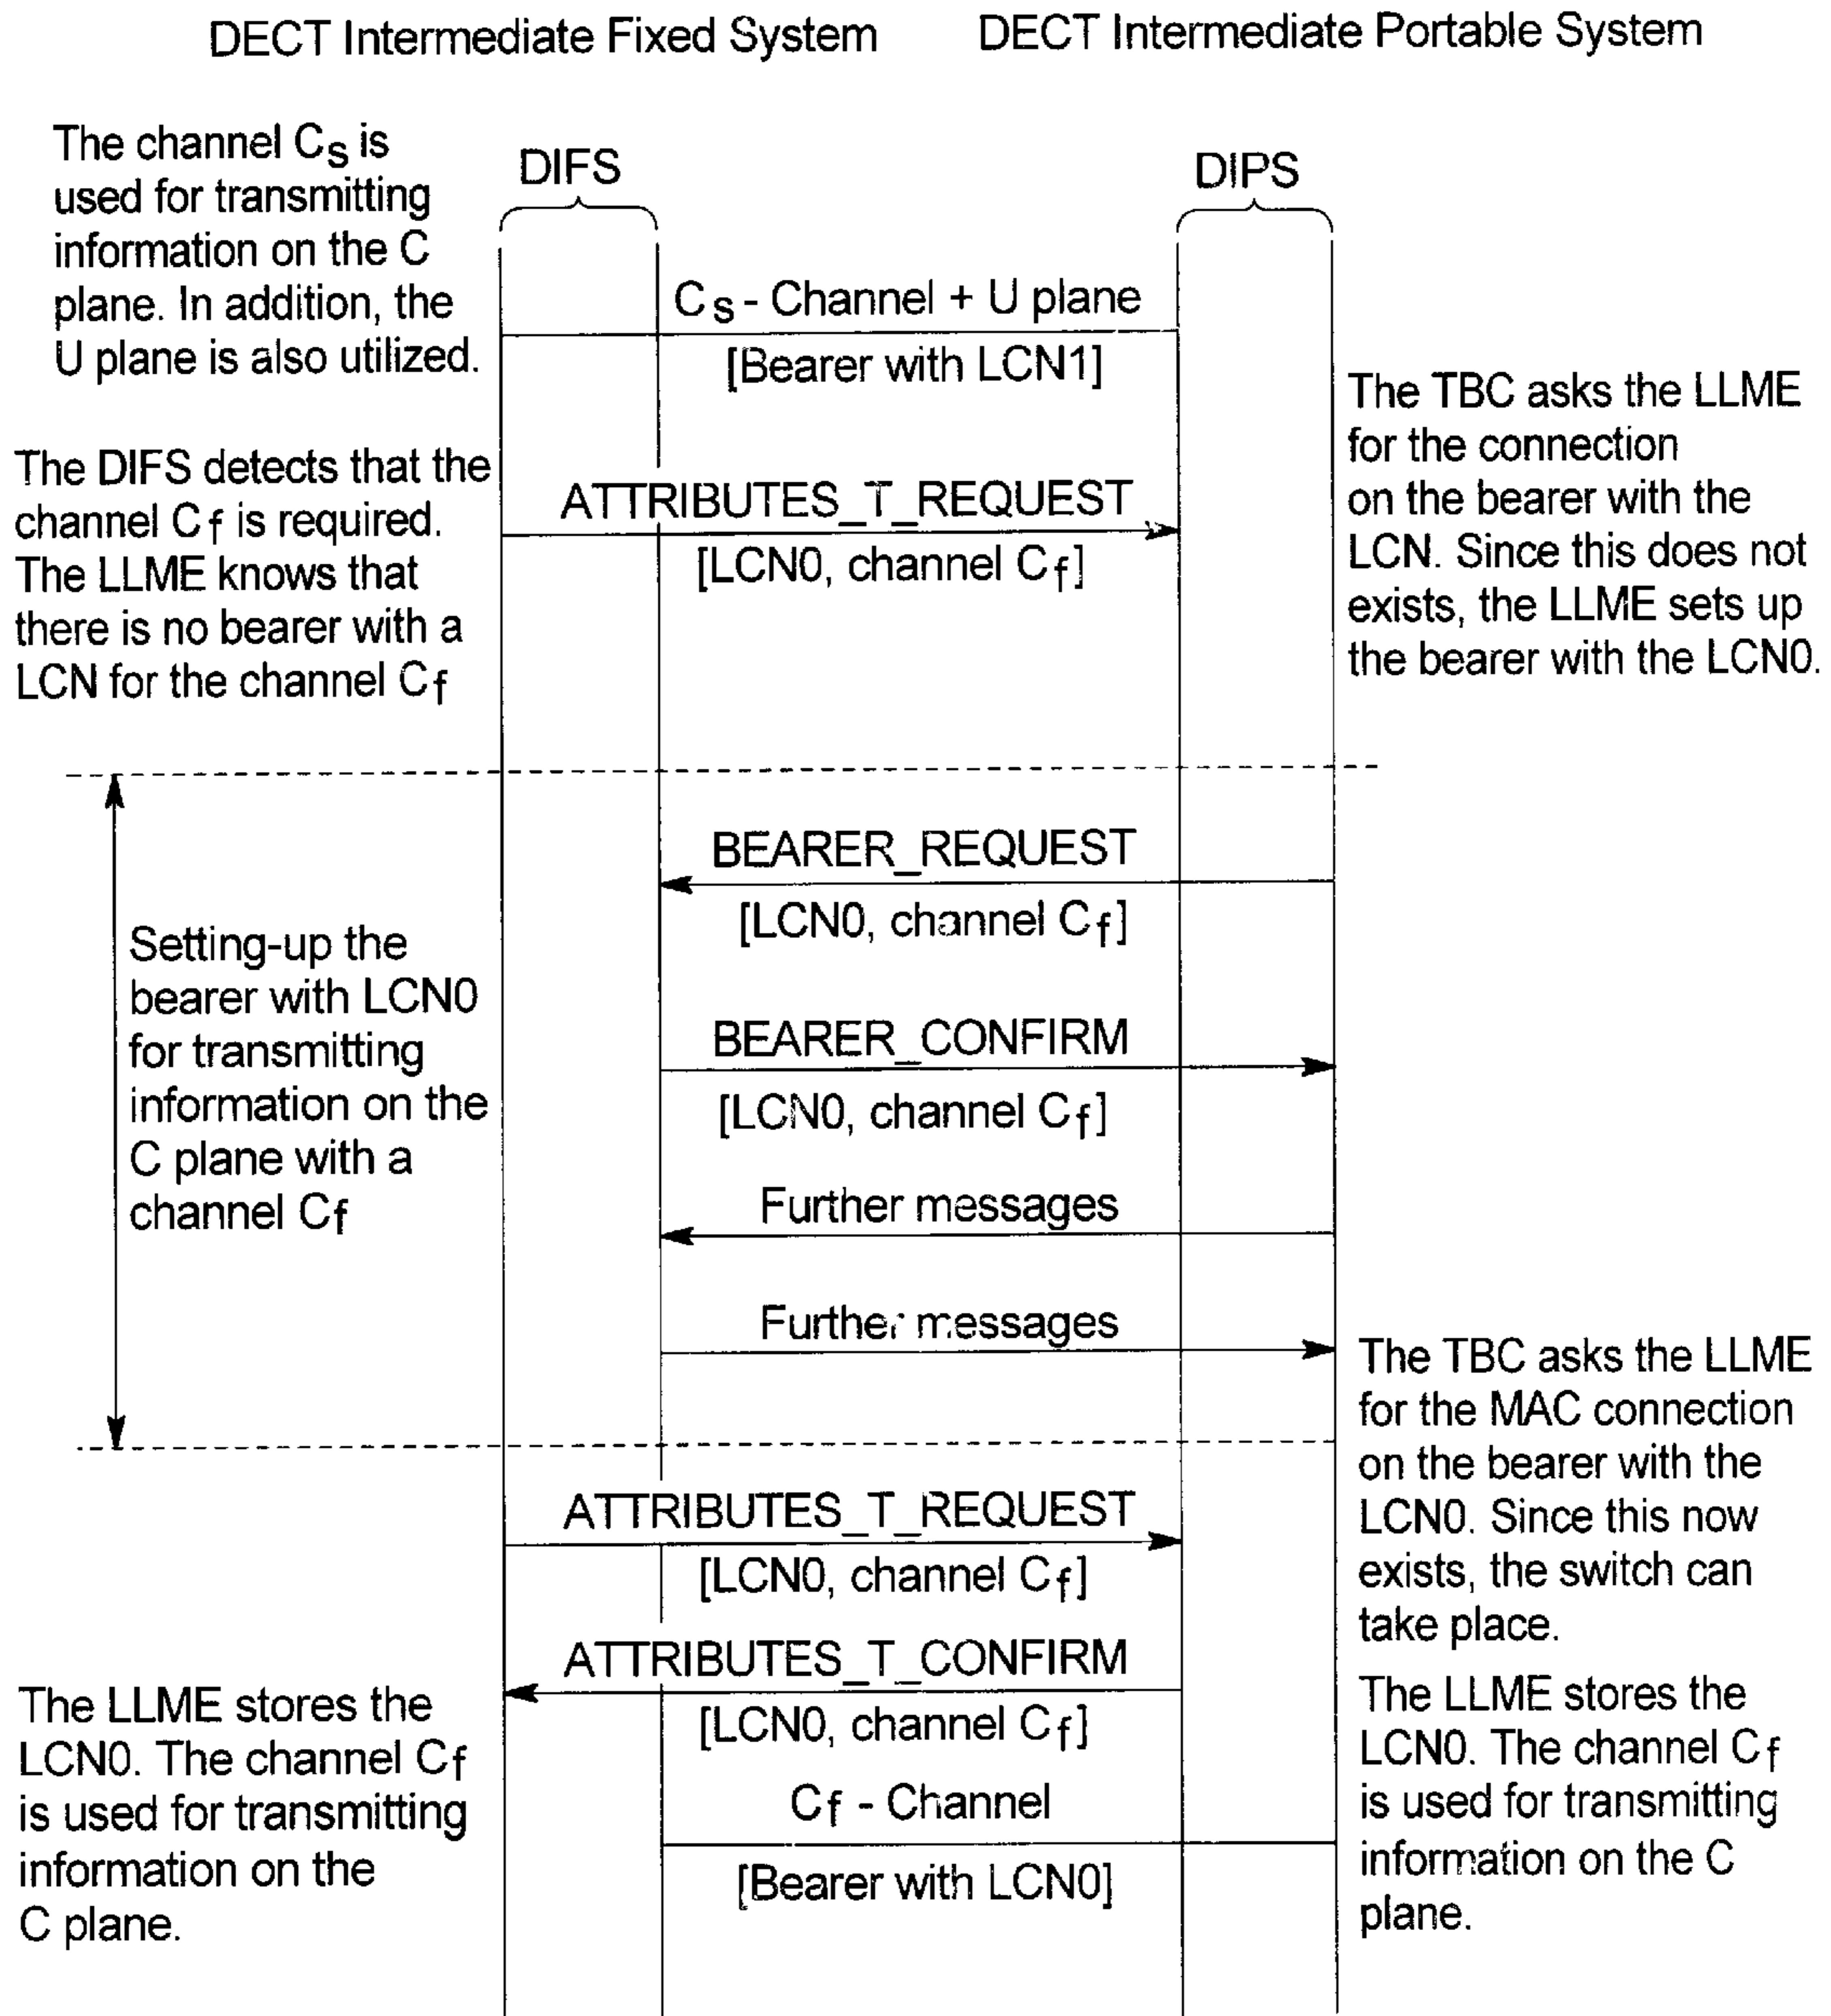 DECT Intermediate Fixed System
DECT Intermediate Portable System
The channel Cs is
used for transmitting
information on the C
plane. In addition, the
U plane is also utilized.
DIFS
DIPS
Cs - Channel + U plane
[Bearer with LCN1]
The DIFS detects that the
channel Cf is required.
The LLME knows that
there is no bearer with a
LCN for the channel Cf
ATTRIBUTES_T_REQUEST
[LCN0, channel Cf]
The TBC asks the LLME
for the connection
on the bearer with the
LCN. Since this does not
exists, the LLME sets up
the bearer with the LCN0.
BEARER_REQUEST
[LCN0, channel Cf]
Setting-up the
bearer with LCN0
for transmitting
information on the
C plane with a
channel Cf
BEARER_CONFIRM
[LCN0, channel Cf]
Further messages
Further messages
The TBC asks the LLME
for the MAC connection
on the bearer with the
LCN0. Since this now
exists, the switch can
take place.
ATTRIBUTES_T_REQUEST
[LCN0, channel Cf]
ATTRIBUTES_T_CONFIRM
[LCN0, channel Cf]
The LLME stores the
LCN0. The channel Cf
is used for transmitting
information on the
C plane.
The LLME stores the
LCN0. The channel Cf
is used for transmitting
information on the C
plane.
Cf - Channel
[Bearer with LCN0]